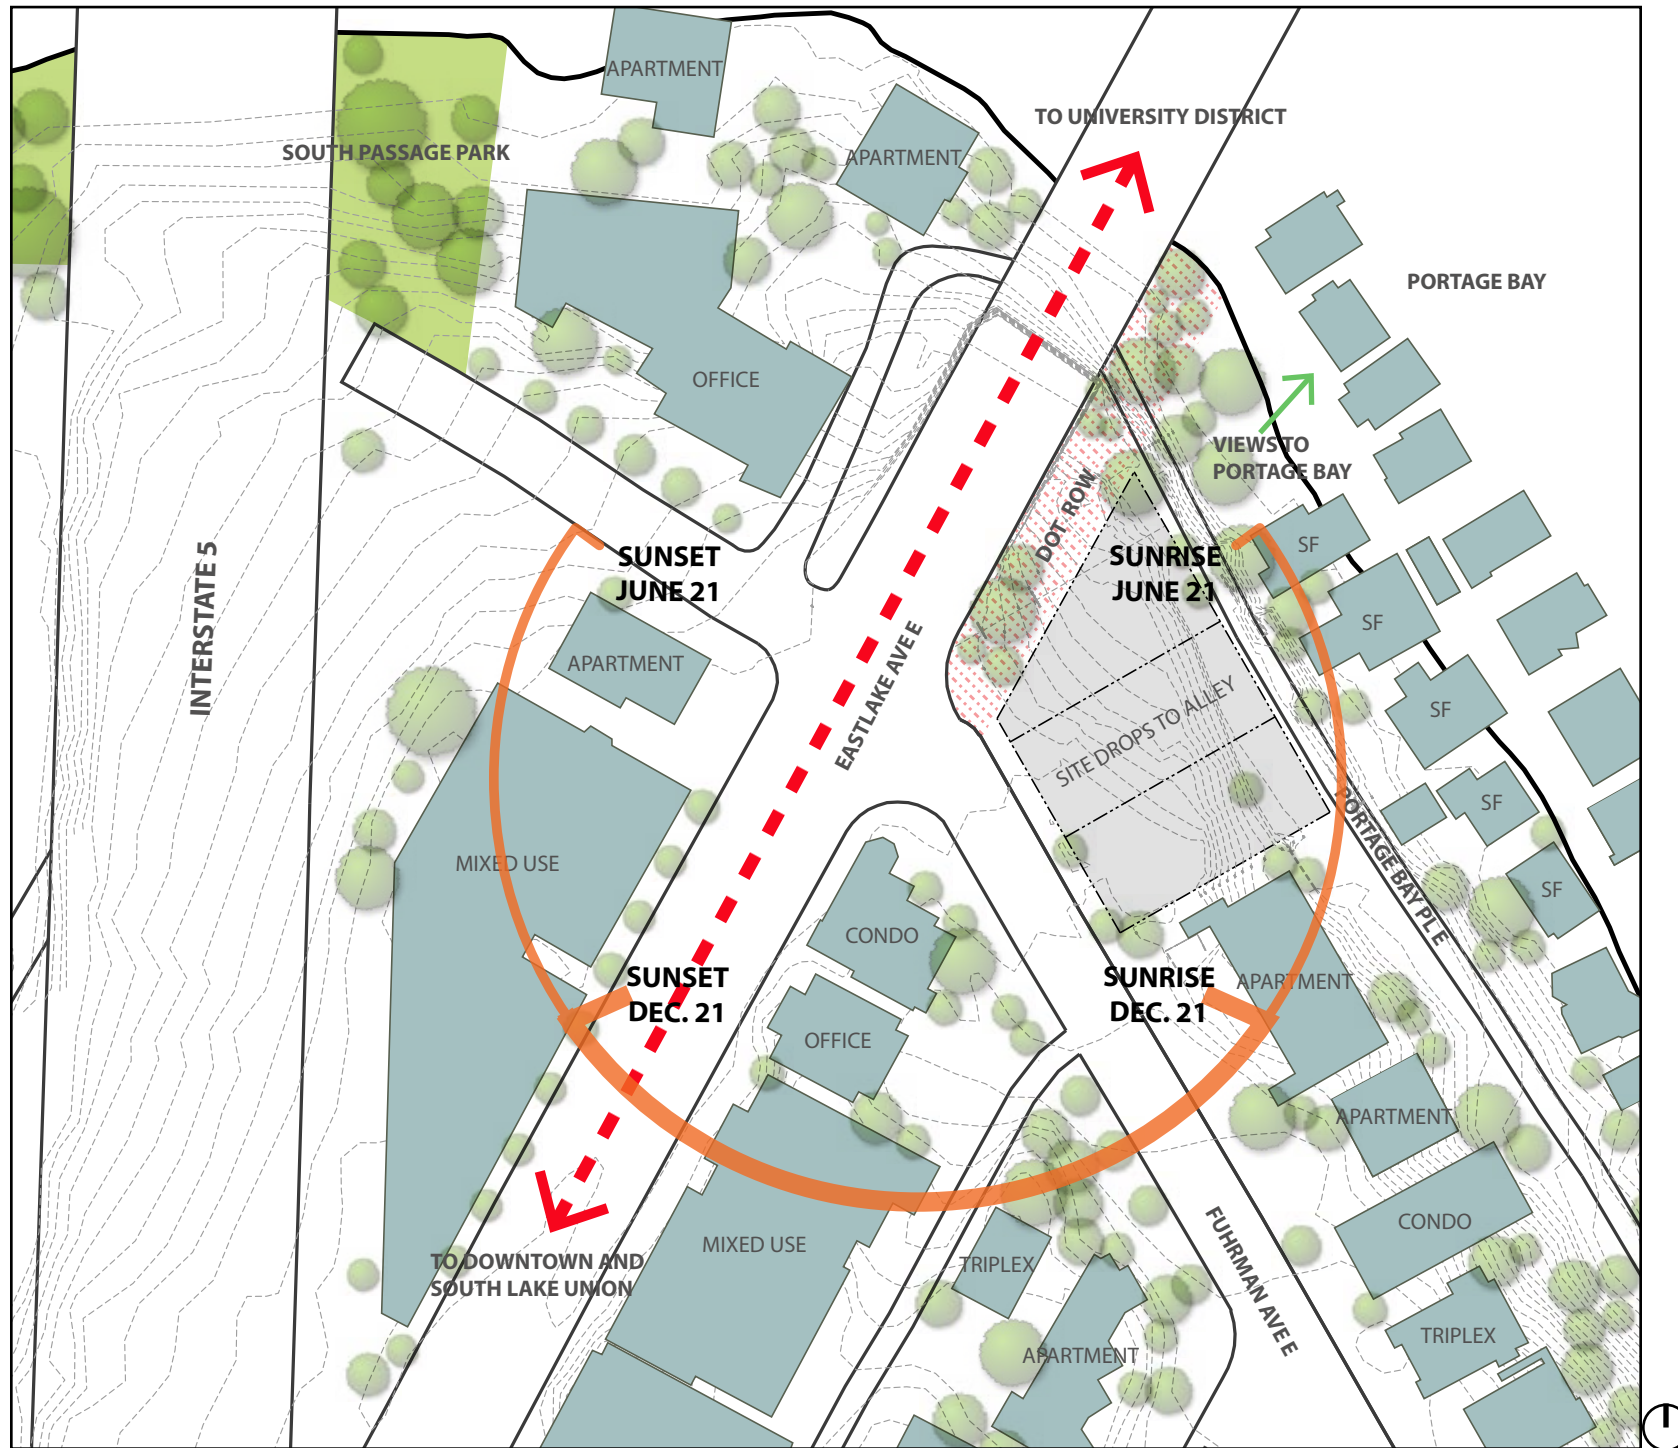 APARTMENT
TO UNIVERSITY DISTRICT
SOUTH PASSAGE PARK
APARTMENT
PORTAGE BAY
OFFICE
VIEWS TO
PORTAGE BAY
DOT ROW
SUNSET
JUNE 21
SUNRISE
JUNE 21
SF
SF
INTERSTATE 5
APARTMENT
EASTLAKE AVE E
SITE DROPS TO ALLEY
SF
SF
PORTAGE BAY PL E
MIXED USE
SF
CONDO
SUNSET
DEC. 21
SUNRISE
DEC. 21
APARTMENT
OFFICE
APARTMENT
CONDO
MIXED USE
TO DOWNTOWN AND
SOUTH LAKE UNION
TRIPLEX
FUHRMAN AVE E
TRIPLEX
APARTMENT